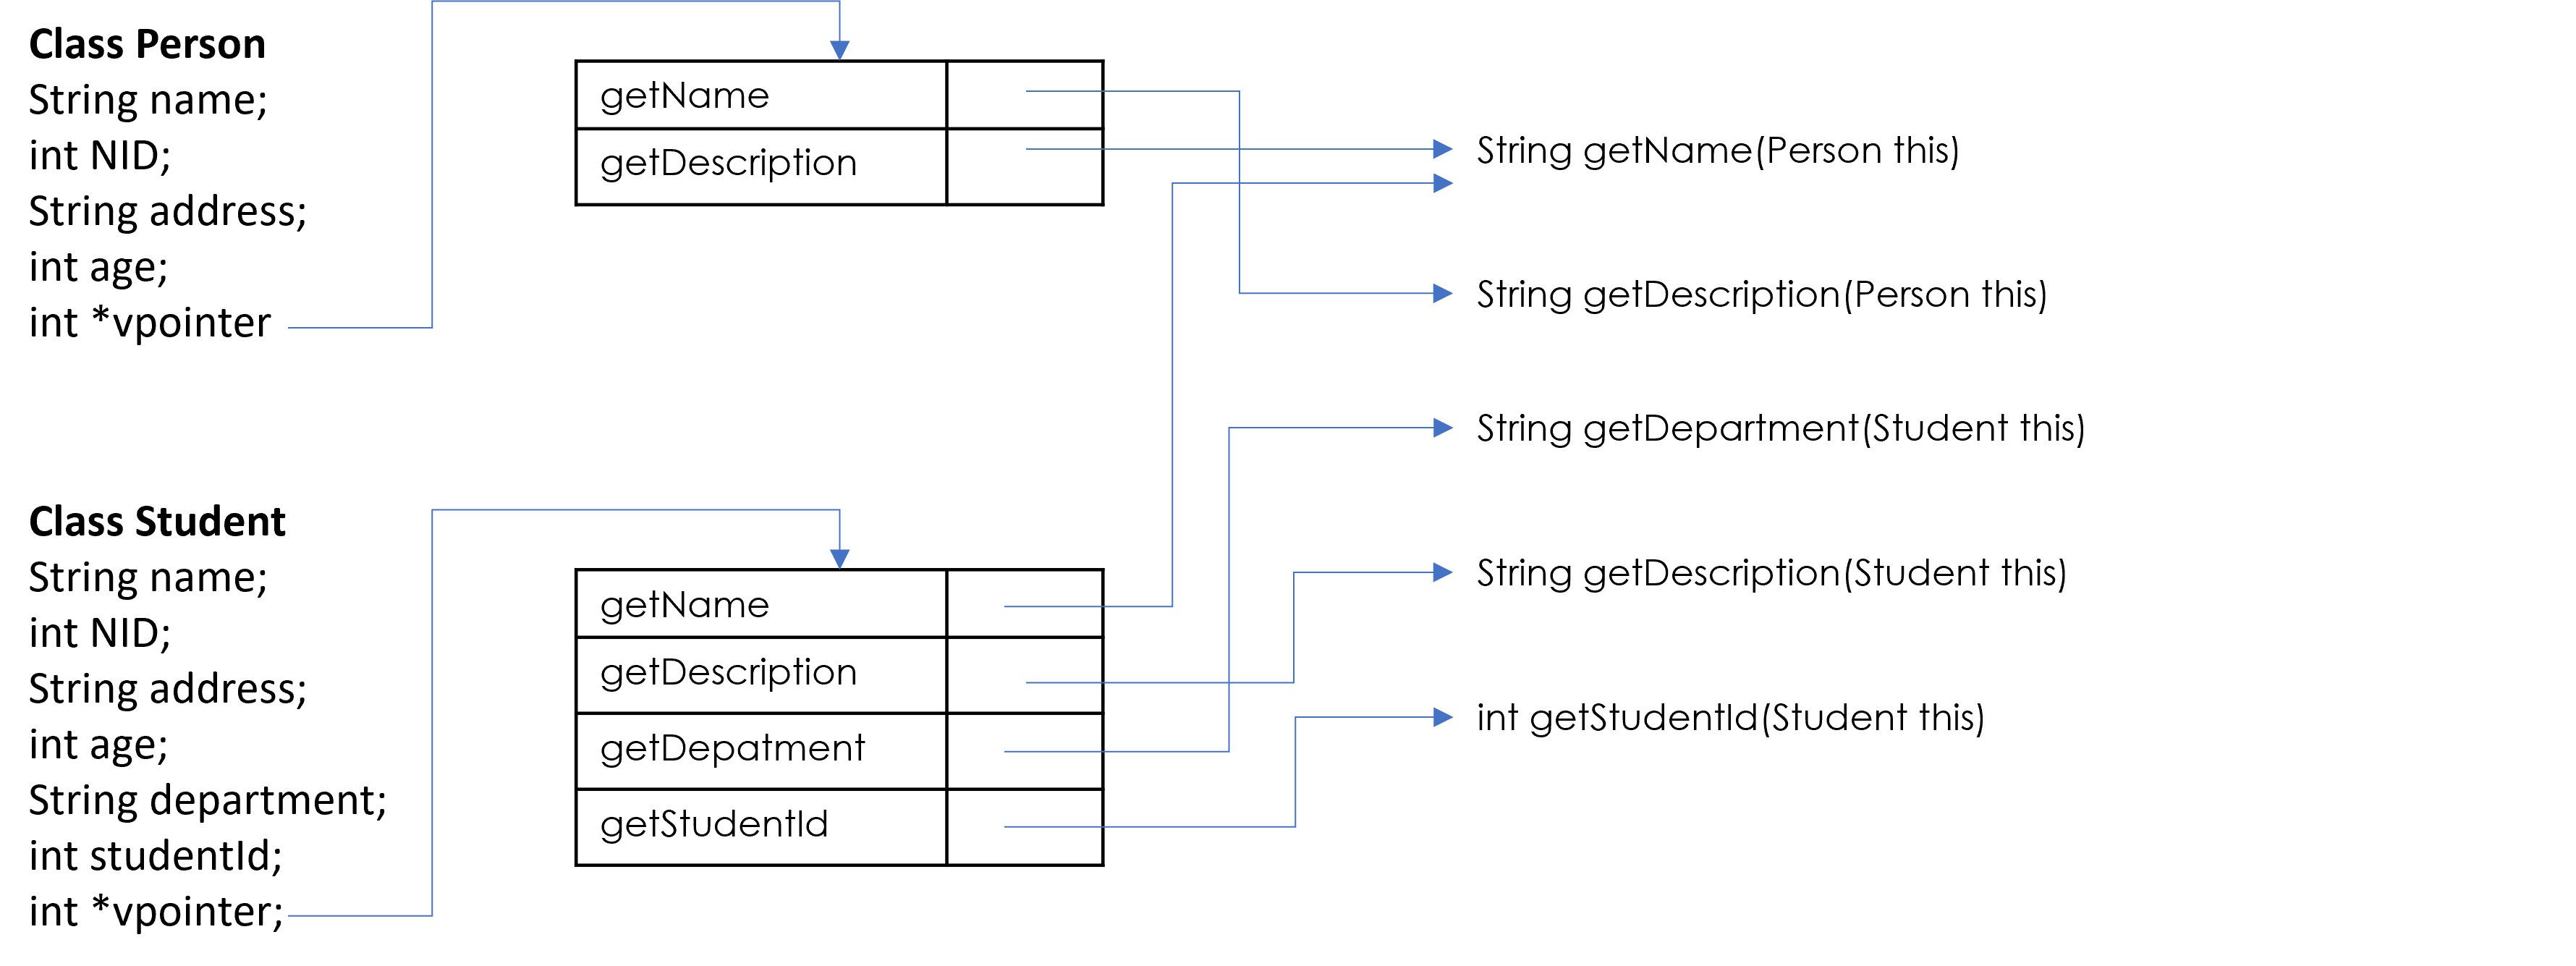 Class Person
String name;
int NID;
String address;
int age;
int *vpointer
getName
getDescription
String getName(Person this)
String getDescription(Person this)
String getDepartment(Student this)
String getDescription(Student this)
int getStudentId(Student this)
Class Student
String name;
int NID;
String address;
int age;
String department;
int studentId;
int *vpointer;
getName
getDescription
getDepatment
getStudentId